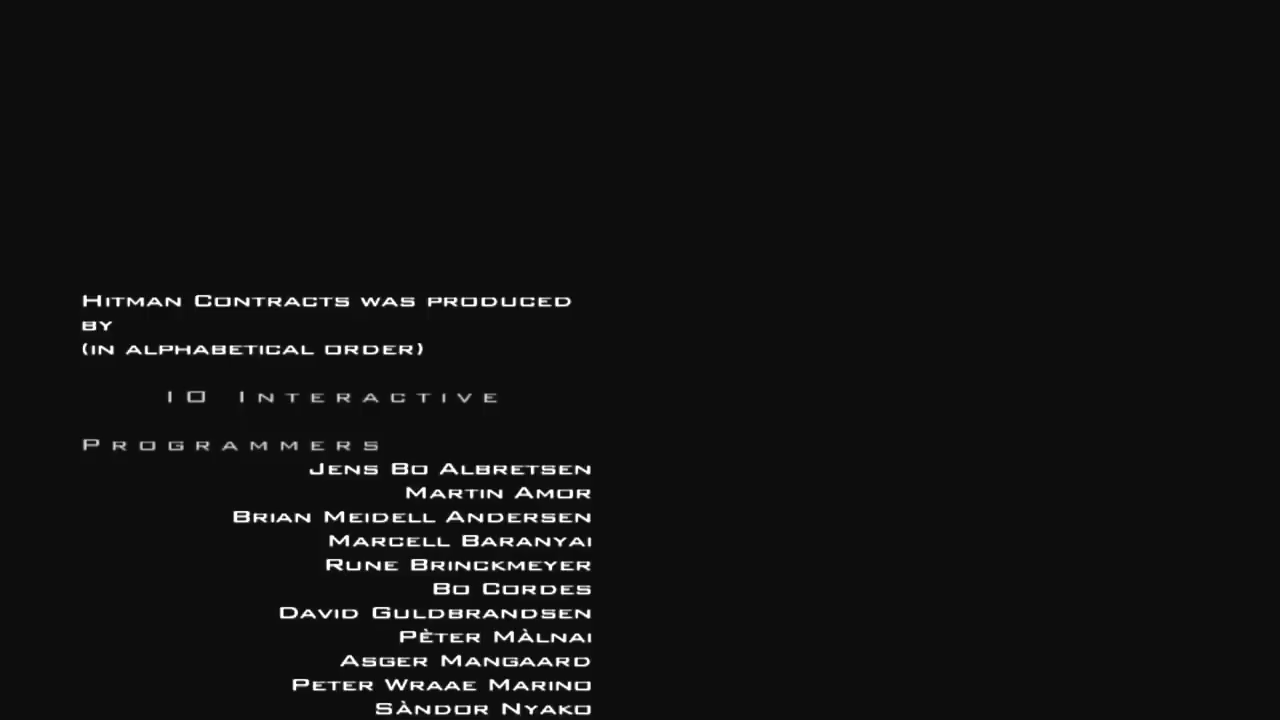 Hitman Contracts was produced
by
(in alphabetical order)
IO Interactive
Programmers
Jens Bo Albretsen
Martin Amor
Brian Meidell Andersen
Marcell Baranyai
Rune Brinckmeyer
Bo Cordes
David Guldbrandsen
Pèter Màlnai
Asger Mangaard
Peter Wraae Marino
Sàndor Nyako